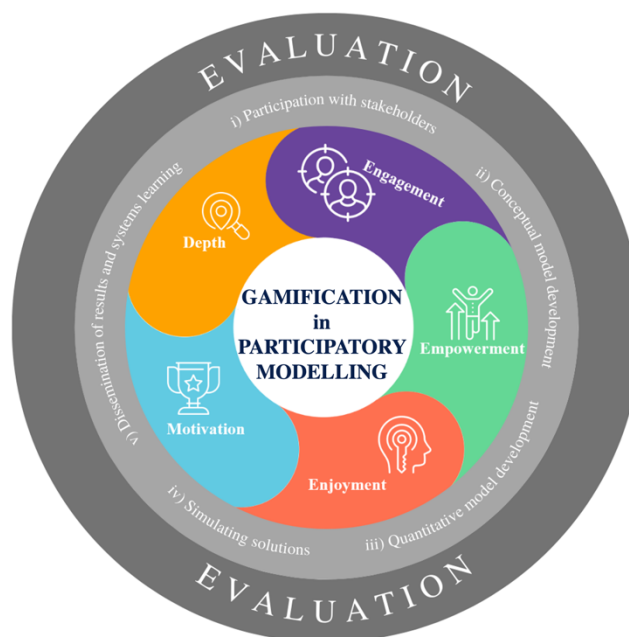 EVALUATION
i) Participation with stakeholders
ii) Conceptual model development
iii) Quantitative model development
iv) Simulating solutions
v) Dissemination of results and systems learning
Engagement
Empowerment
Enjoyment
Motivation
Depth
GAMIFICATION
in
PARTICIPATORY
MODELLING
EVALUATION